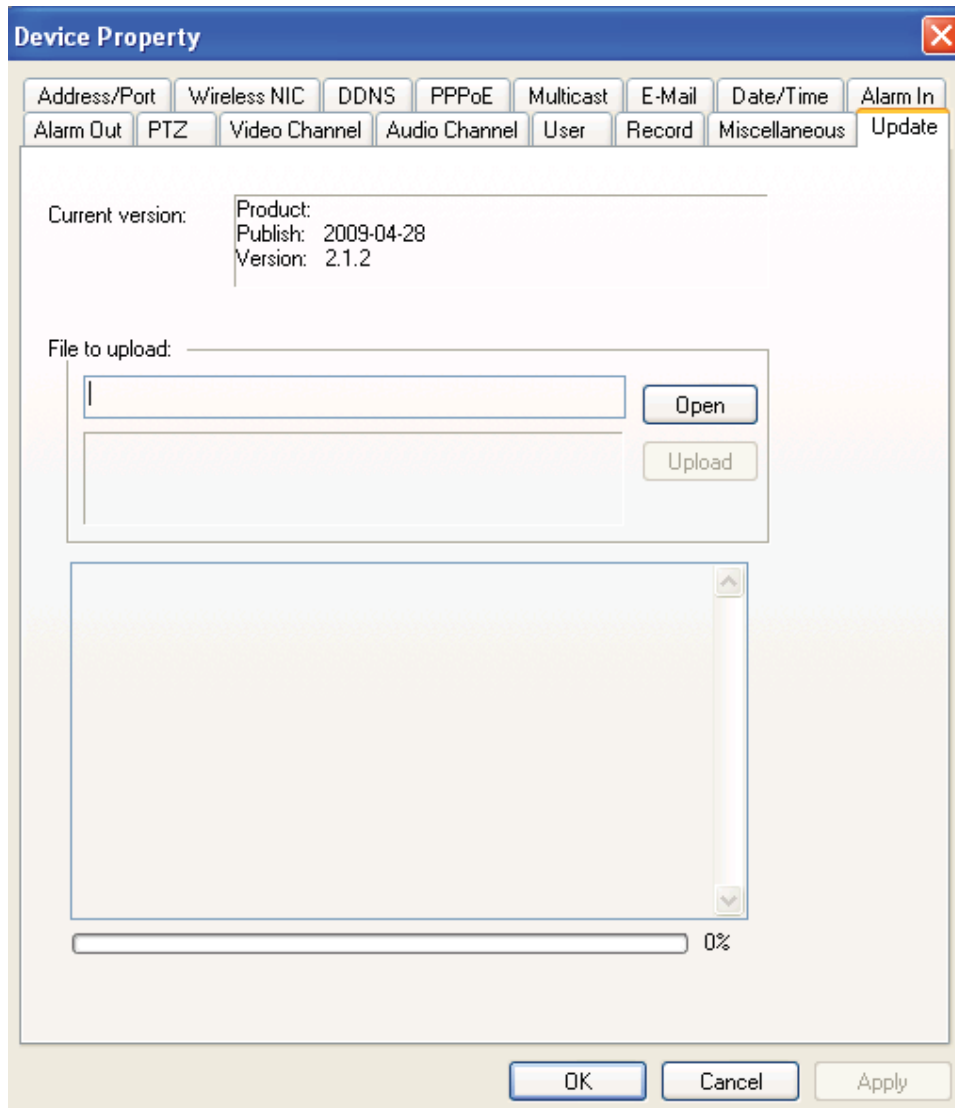 Device Property
Address/Port Wireless NIC DDNS PPPoE Multicast E-Mail Date/Time Alarm In
Alarm Out PTZ Video Channel Audio Channel User Record Miscellaneous Update
Current version:
Product:
Publish: 2009-04-28
Version: 2.1.2
File to upload:
Open
Upload
0%
OK Cancel Apply